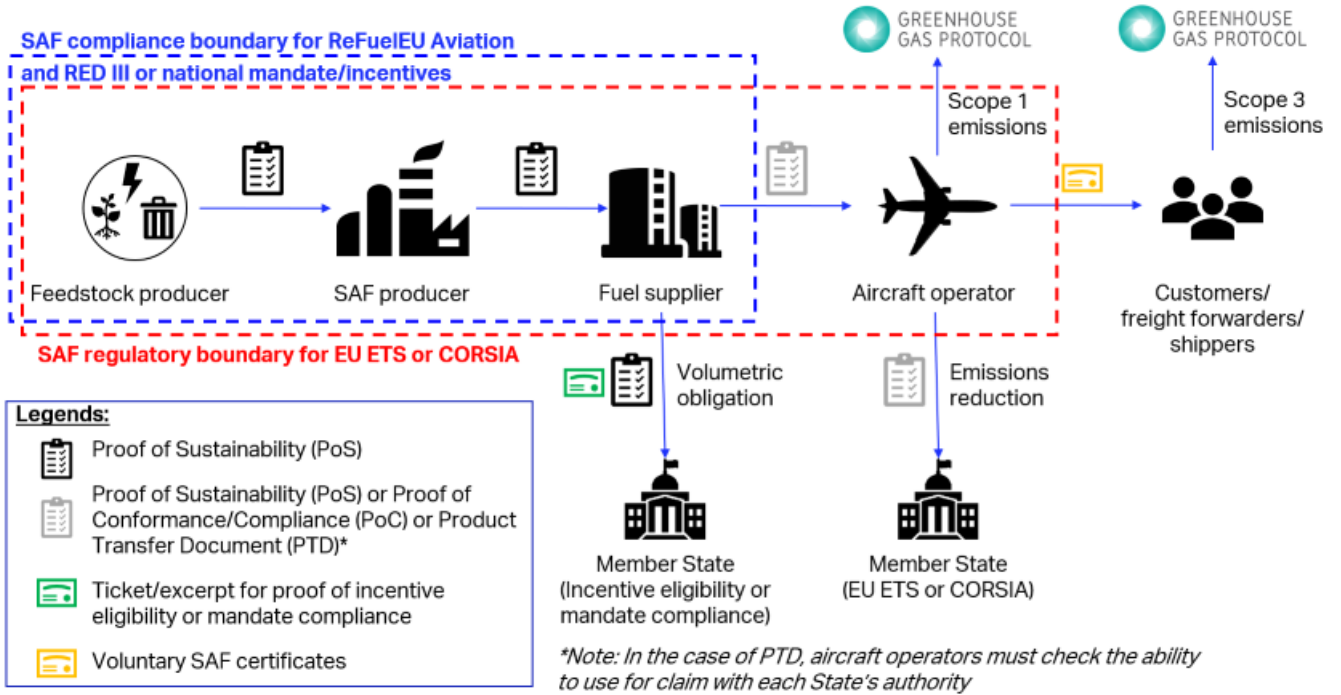 SAF compliance boundary for ReFuelEU Aviation
and RED III or national mandate/incentives
GREENHOUSE
GAS PROTOCOL
GREENHOUSE
GAS PROTOCOL
Scope 1
emissions
Scope 3
emissions
Feedstock producer
SAF producer
Fuel supplier
Aircraft operator
Customers/
freight forwarders/
shippers
SAF regulatory boundary for EU ETS or CORSIA
Volumetric
obligation
Emissions
reduction
Legends:
Proof of Sustainability (PoS)
Proof of Sustainability (PoS) or Proof of
Conformance/Compliance (PoC) or Product
Transfer Document (PTD)*
Ticket/excerpt for proof of incentive
eligibility or mandate compliance
Voluntary SAF certificates
Member State
(Incentive eligibility or
mandate compliance)
Member State
(EU ETS or CORSIA)
*Note: In the case of PTD, aircraft operators must check the ability
to use for claim with each State's authority